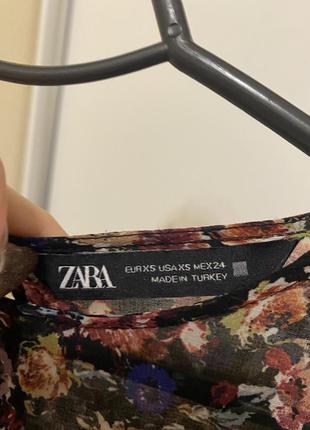 ZARA
EUR XS USA XS MEX 24
MADE IN TURKEY